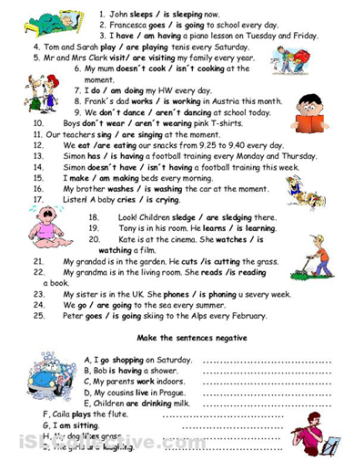 1. John sleeps / is sleeping now.
2. Francesca goes / is going to school every day.
3. I have / am having a piano lesson on Tuesday and Friday.
4. Tom and Sarah play / are playing tenis every Saturday.
5. Mr and Mrs Clark visit/ are visiting my family every year.
6. My mum doesn´t cook / isn´t cooking at the
moment.
7. I do / am doing my HW every day.
8. Frank´s dad works / is working in Austria this month.
9. We don´t dance / aren´t dancing at school today.
10. Boys don´t wear / aren´t wearing pink T-shirts.
11. Our teachers sing / are singing at the moment.
12. We eat /are eating our snacks from 9.25 to 9.40 every day.
13. Simon has / is having a football training every Monday and Thursday.
14. Simon doesn´t have / isn´t having a football training this week.
15. I make / am making beds every morning.
16. My brother washes / is washing the car at the moment.
17. Listen! A baby cries / is crying.
18. Look! Children sledge / are sledging there.
19. Tony is in his room. He learns / is learning.
20. Kate is at the cinema. She watches / is
watching a film.
21. My grandad is in the garden. He cuts /is cutting the grass.
22. My grandma is in the living room. She reads /is reading
a book.
23. My sister is in the UK. She phones / is phoning u severy week.
24. We go / are going to the sea every summer.
25. Peter goes / is going skiing to the Alps every February.
Make the sentences negative
A, I go shopping on Saturday.
B, Bob is having a shower.
C, My parents work indoors.
D, My cousins live in Prague.
E, Children are drinking milk.
F, Caila plays the flute.
G, I am sitting.
H, My dog likes grass.
The girls are laughing.